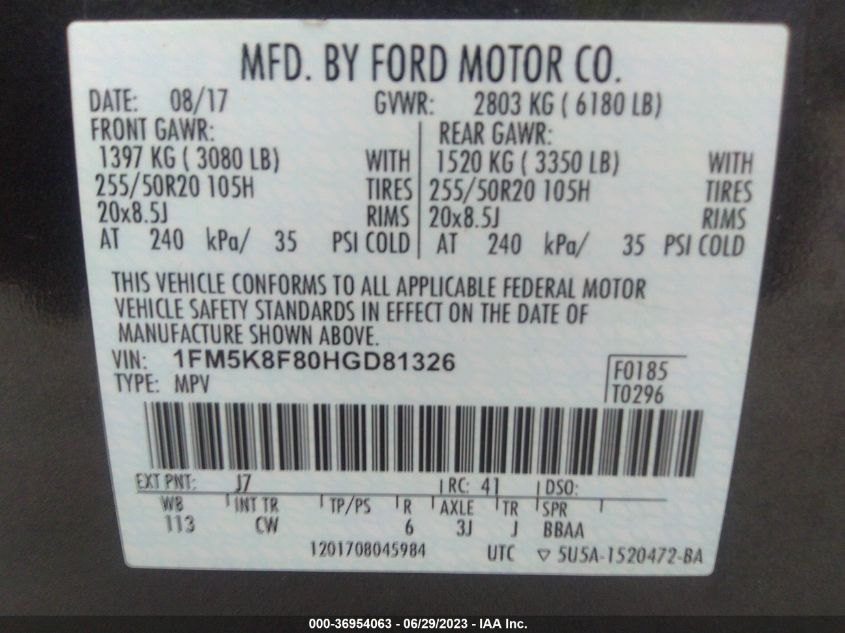 MFD. BY FORD MOTOR CO.
DATE: 08/17 GVWR: 2803 KG ( 6180 LB)
FRONT GAWR: REAR GAWR:
1397 KG ( 3080 LB) WITH 1520 KG ( 3350 LB) WITH
255/50R20 105H TIRES 255/50R20 105H TIRES
20x8.5J RIMS 20x8.5J RIMS
AT 240 kPa/ 35 PSI COLD AT 240 kPa/ 35 PSI COLD
THIS VEHICLE CONFORMS TO ALL APPLICABLE FEDERAL MOTOR
VEHICLE SAFETY STANDARDS IN EFFECT ON THE DATE OF
MANUFACTURE SHOWN ABOVE.
VIN: 1FM5K8F80HGD81326 F0185
TYPE: MPV T0296
EXT PNT: J7 RC: 41 DSO:
WB INT TR TP/PS R AXLE TR SPR
113 CW 6 3J J BBAA
1201708045984 UTC ▽ 5U5A-1520472-BA
000-36954063 - 06/29/2023 - IAA Inc.